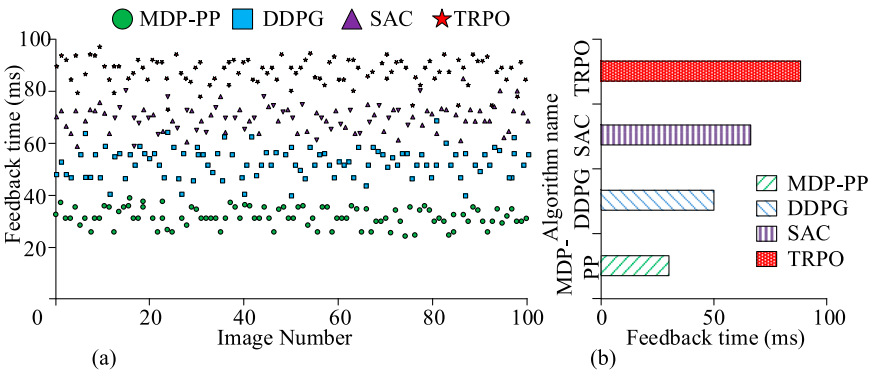 MDP-PP DDPG SAC TRPO
Feedback time (ms)
100
80
60
40
20
0
20
40
60
80
100
Image Number
(a)
Algorithm name
TRPO
SAC
DDPG
MDP-
PP
MDP-PP
DDPG
SAC
TRPO
0
50
100
Feedback time (ms)
(b)